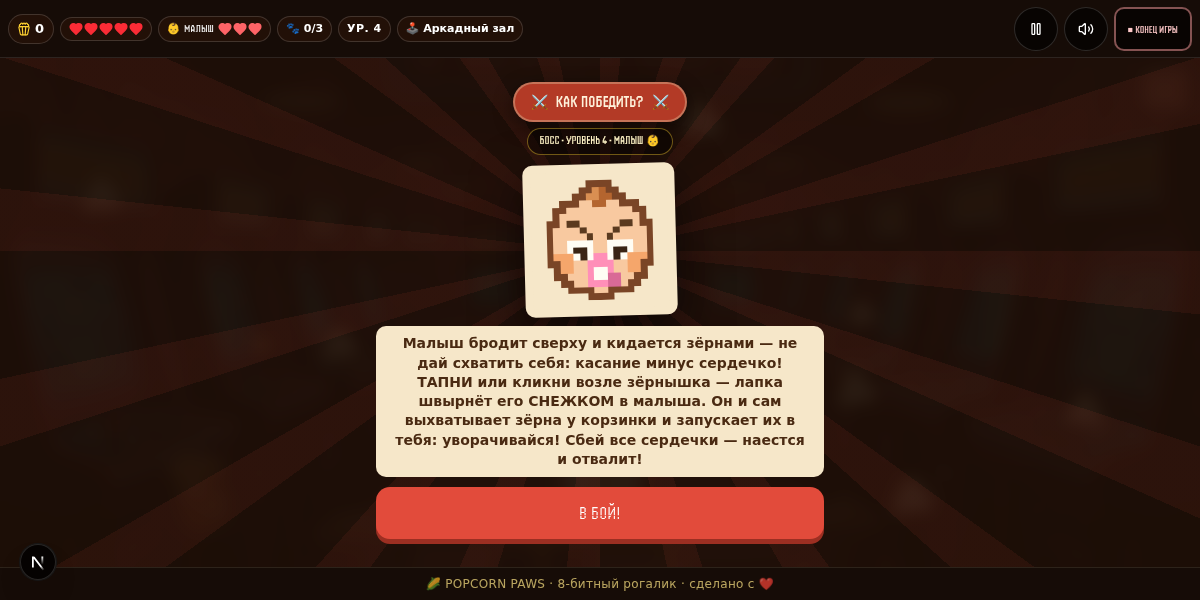 0
МАЛЫШ
0/3
УР. 4
Аркадный зал
КОНЕЦ ИГРЫ
КАК ПОБЕДИТЬ?
БОСС · УРОВЕНЬ 4 · МАЛЫШ
Малыш бродит сверху и кидается зёрнами — не
дай схватить себя: касание минус сердечко!
ТАПНИ или кликни возле зёрнышка — лапка
швырнёт его СНЕЖКОМ в малыша. Он и сам
выхватывает зёрна у корзинки и запускает их в
тебя: уворачивайся! Сбей все сердечки — наестся
и отвалит!
В БОЙ!
N
POPCORN PAWS · 8-битный рогалик · сделано с